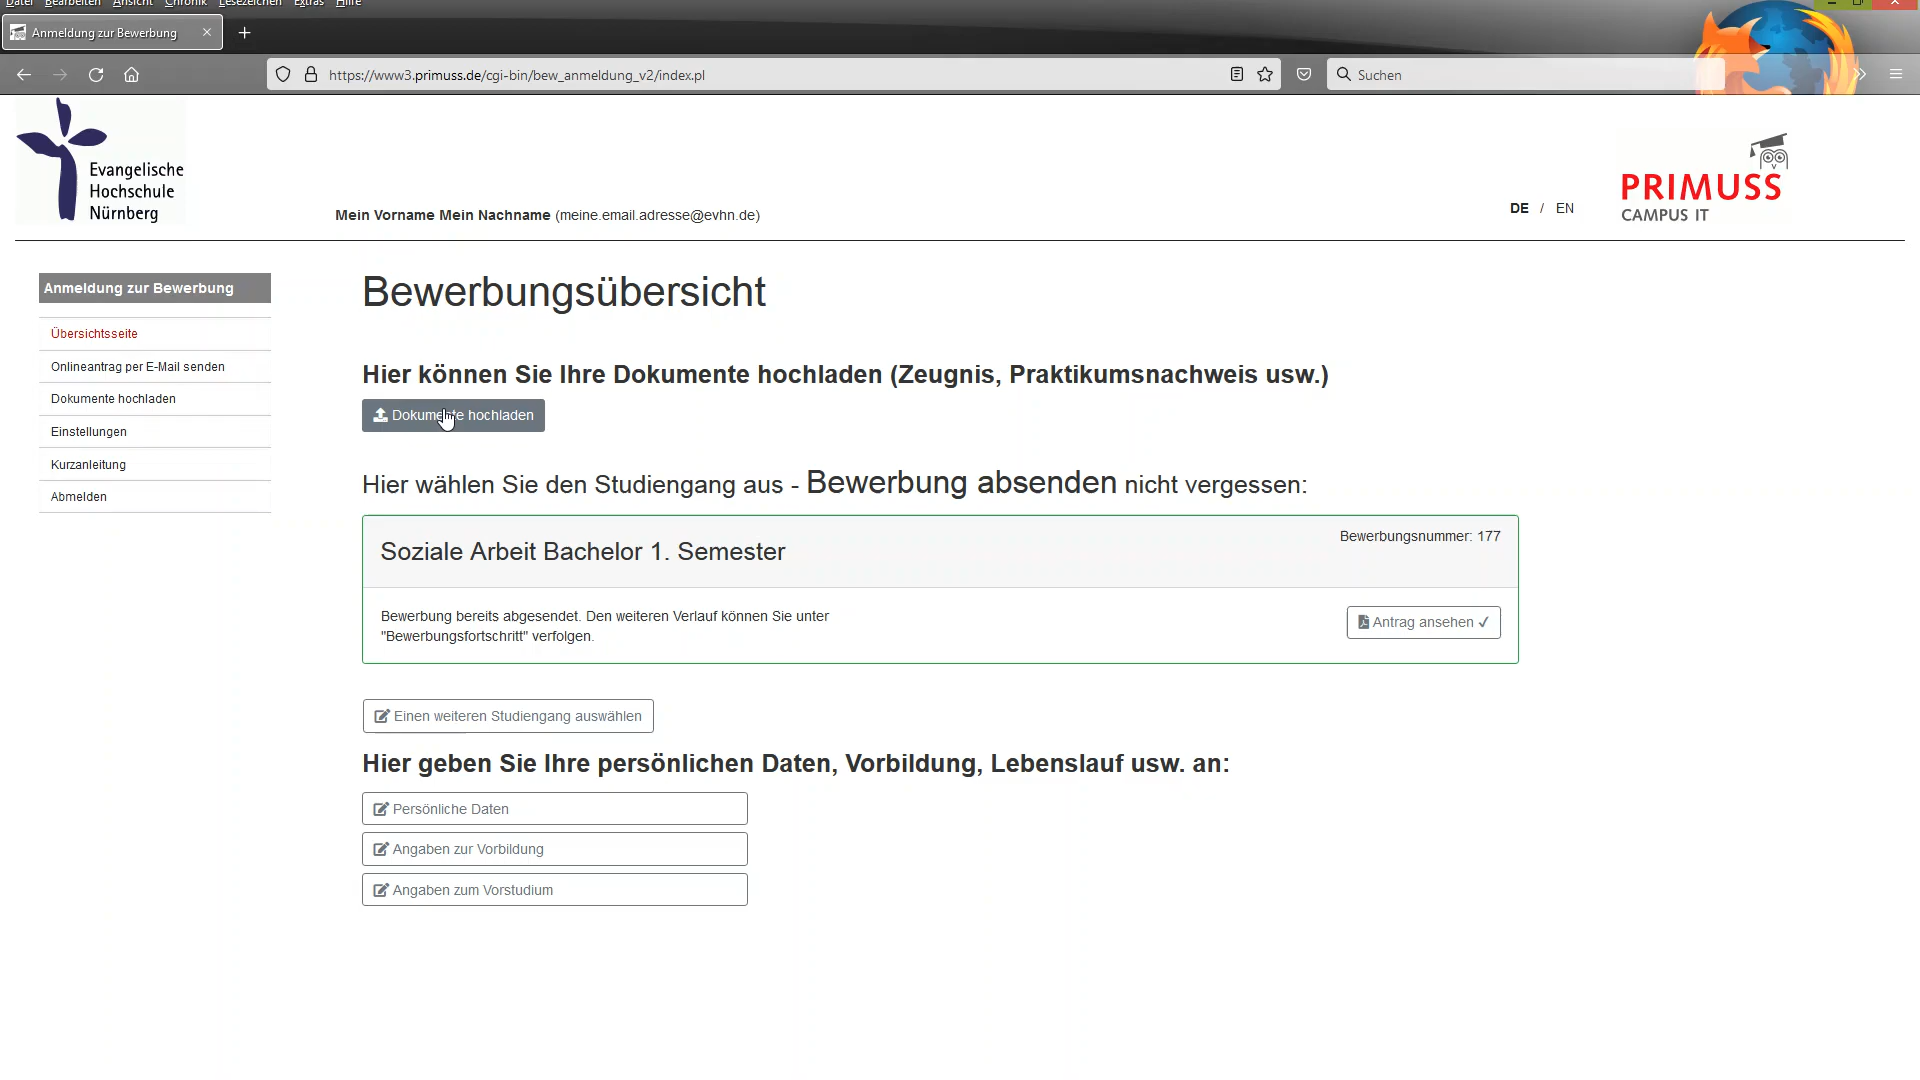 Datei Bearbeiten Ansicht Chronik Lesezeichen Extras Hilfe
Anmeldung zur Bewerbung
https://www3.primuss.de/cgi-bin/bew_anmeldung_v2/index.pl
Suchen
Evangelische
Hochschule
Nürnberg
Mein Vorname Mein Nachname (meine.email.adresse@evhn.de)
DE / EN
PRIMUSS
CAMPUS IT
Anmeldung zur Bewerbung
Übersichtsseite
Onlineantrag per E-Mail senden
Dokumente hochladen
Einstellungen
Kurzanleitung
Abmelden
Bewerbungsübersicht
Hier können Sie Ihre Dokumente hochladen (Zeugnis, Praktikumsnachweis usw.)
Dokumente hochladen
Hier wählen Sie den Studiengang aus - Bewerbung absenden nicht vergessen:
Soziale Arbeit Bachelor 1. Semester
Bewerbungsnummer: 177
Bewerbung bereits abgesendet. Den weiteren Verlauf können Sie unter
"Bewerbungsfortschritt" verfolgen.
Antrag ansehen ✓
Einen weiteren Studiengang auswählen
Hier geben Sie Ihre persönlichen Daten, Vorbildung, Lebenslauf usw. an:
Persönliche Daten
Angaben zur Vorbildung
Angaben zum Vorstudium